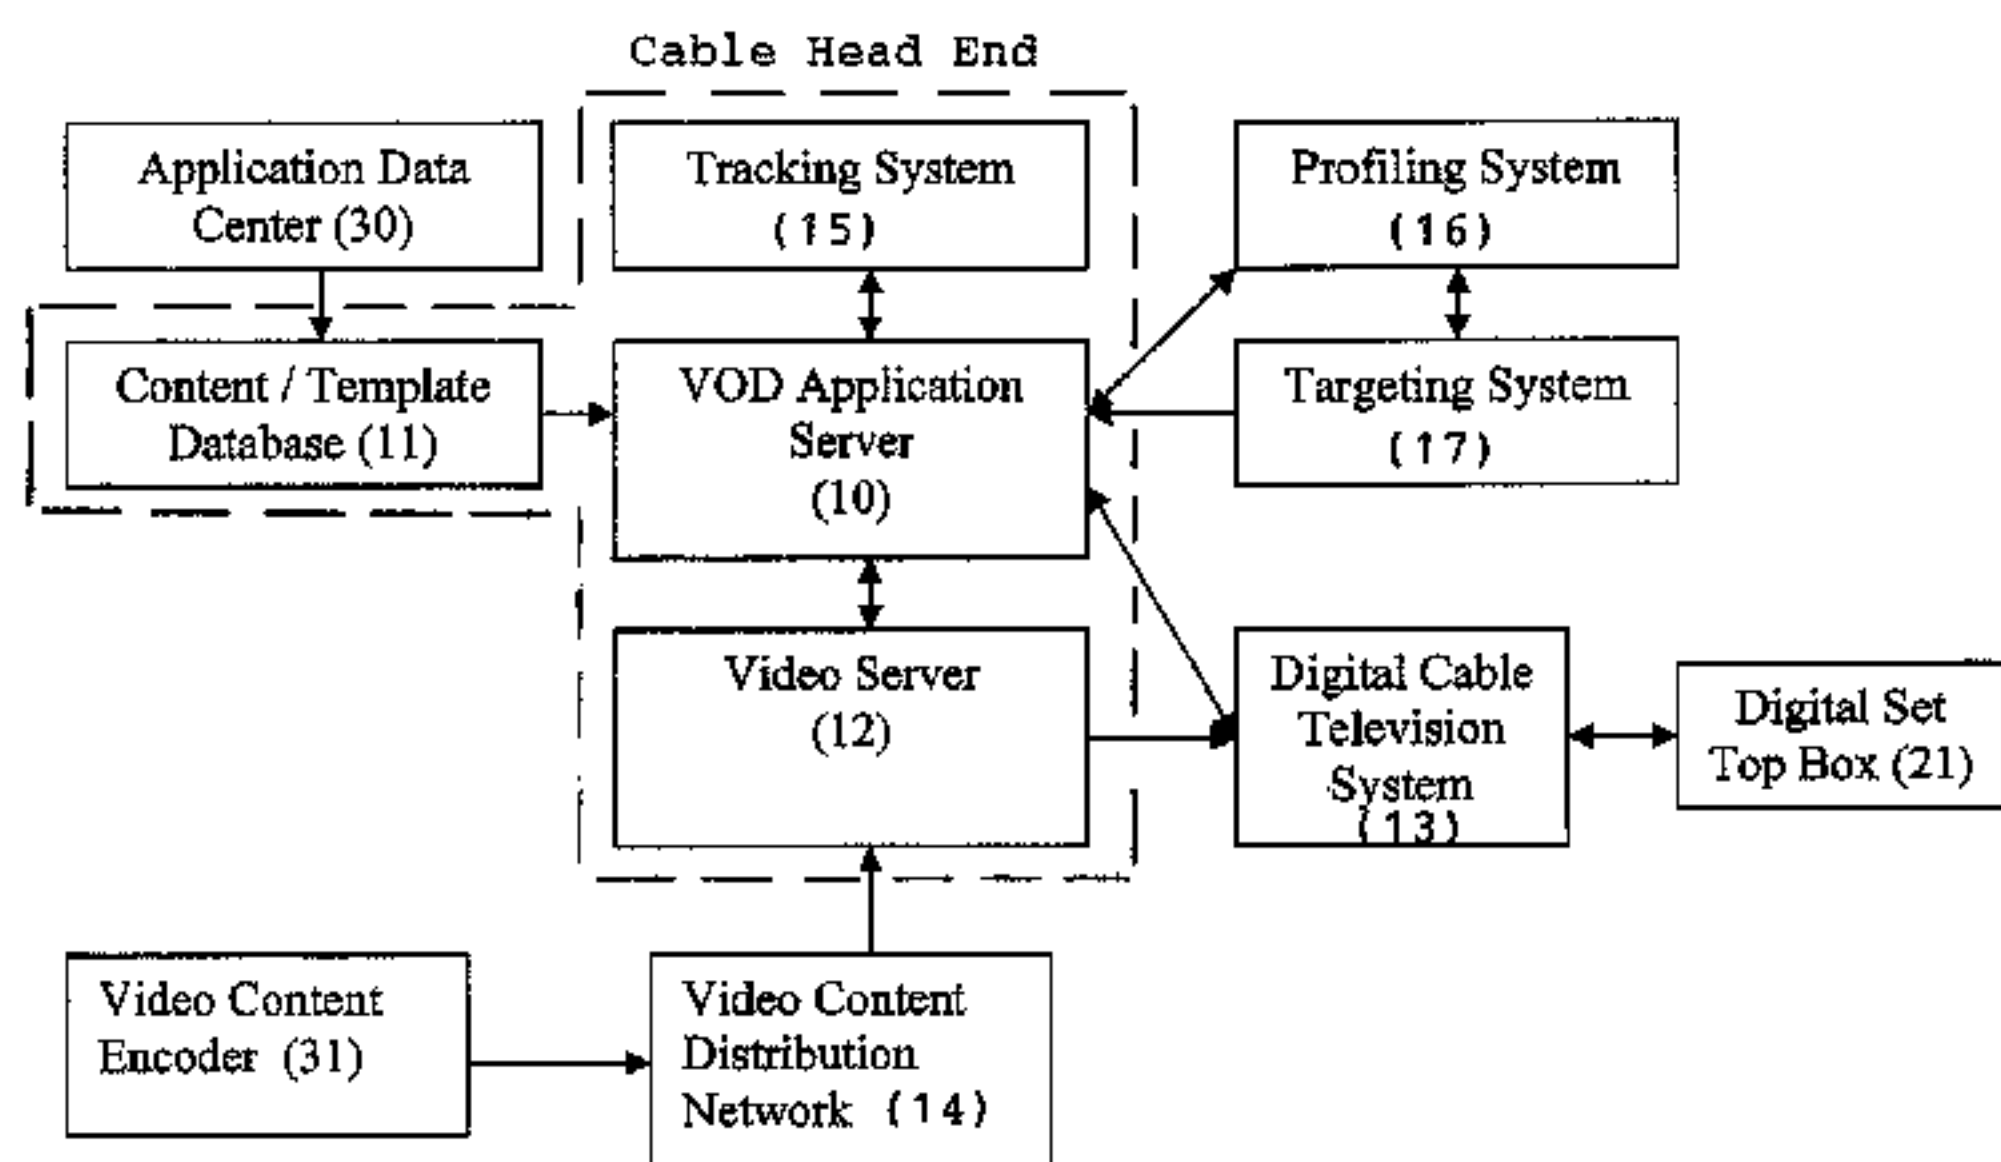 Cable Head End
Application Data
Center (30)
Tracking System
(15)
Profiling System
(16)
Content / Template
Database (11)
VOD Application
Server
(10)
Targeting System
(17)
Video Server
(12)
Digital Cable
Television
System
(13)
Digital Set
Top Box (21)
Video Content
Encoder (31)
Video Content
Distribution
Network (14)